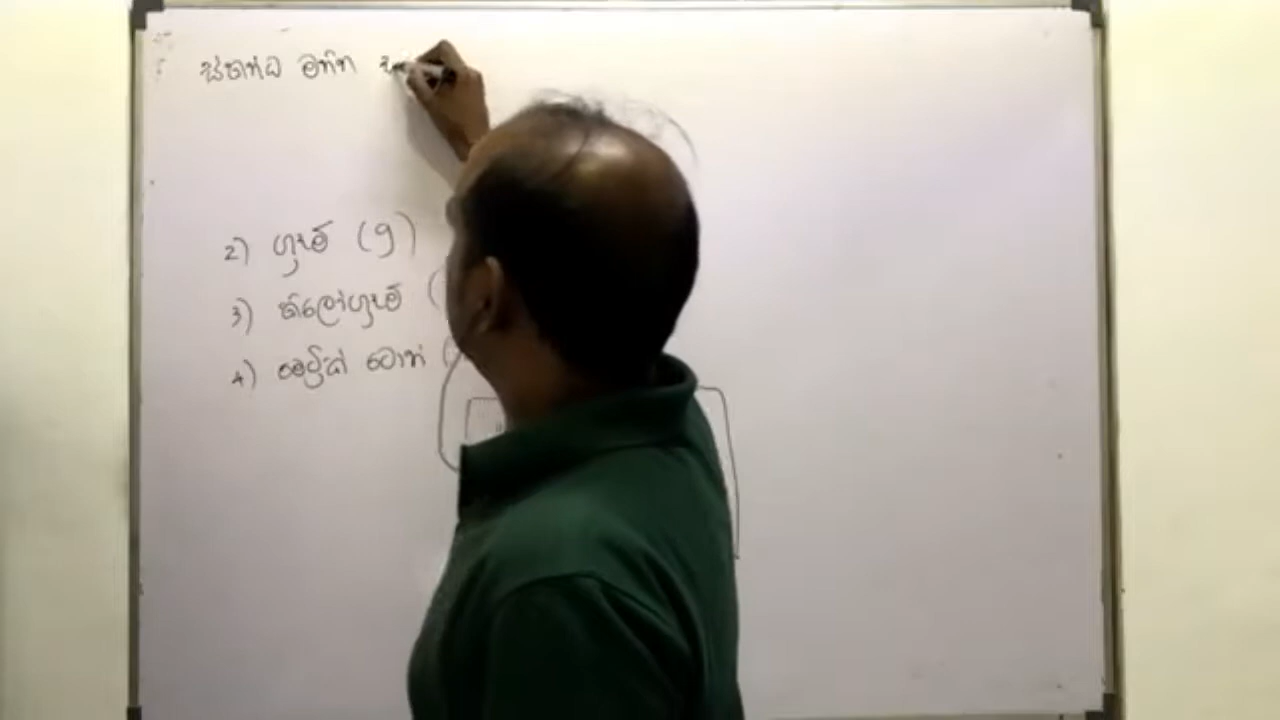 ස්කන්ධ මනින
2) ග්‍රෑම් (g)
3) කිලෝග්‍රෑම් (
4) මෙට්‍රික් ටොන් (